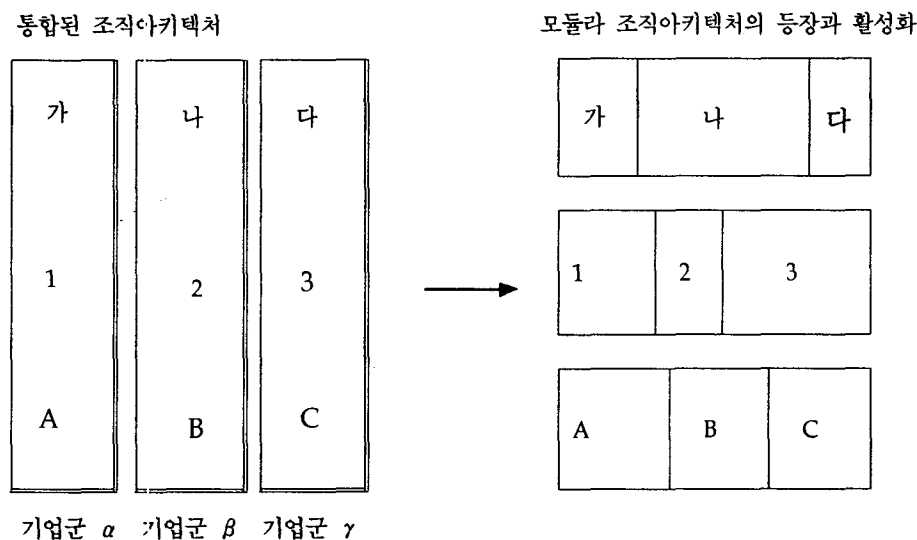 통합된 조직아키텍처
가 나 다
1 2 3
A B C
기업군 α 기업군 β 기업군 γ
모듈라 조직아키텍처의 등장과 활성화
가 나 다
1 2 3
A B C